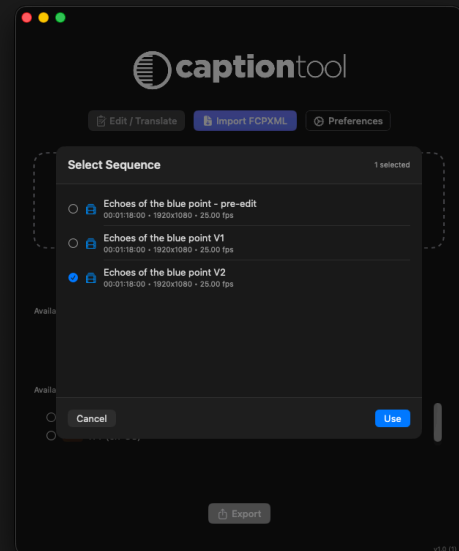 captiontool
Edit / Translate
Import FCPXML
Preferences
Select Sequence
1 selected
Echoes of the blue point - pre-edit
00:01:18:00 • 1920x1080 • 25.00 fps
Echoes of the blue point V1
00:01:18:00 • 1920x1080 • 25.00 fps
Echoes of the blue point V2
00:01:18:00 • 1920x1080 • 25.00 fps
Availa
Availa
Cancel
Use
Export